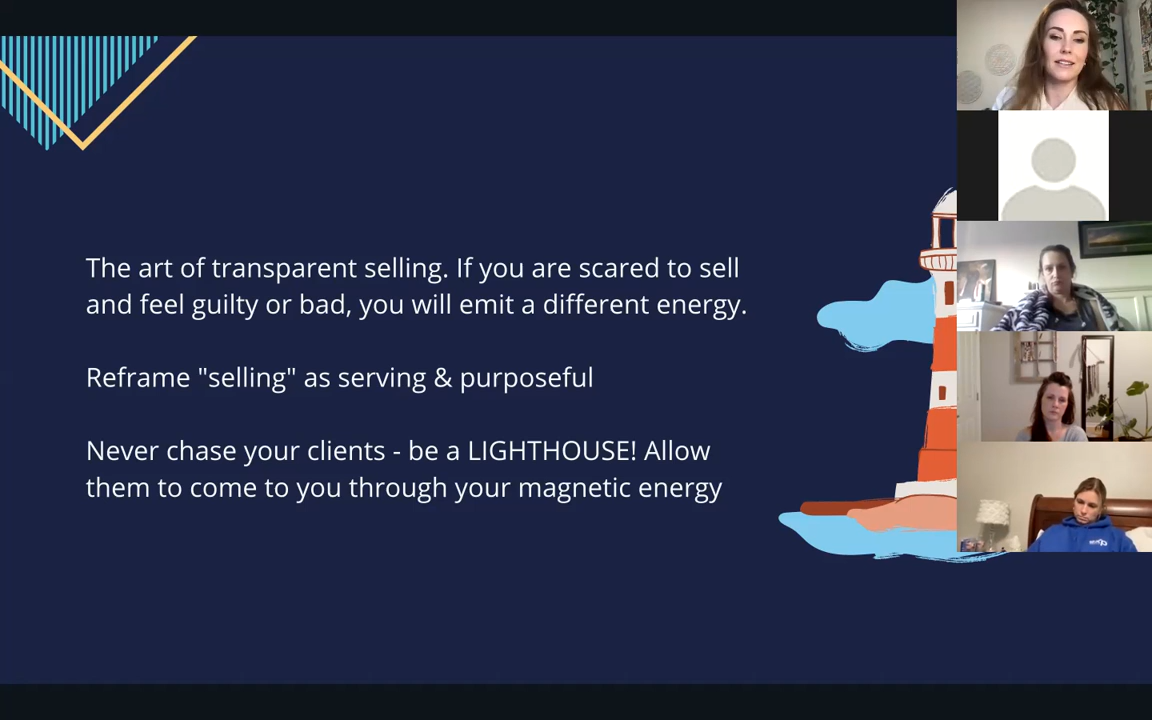 The art of transparent selling. If you are scared to sell
and feel guilty or bad, you will emit a different energy.
Reframe "selling" as serving & purposeful
Never chase your clients - be a LIGHTHOUSE! Allow
them to come to you through your magnetic energy